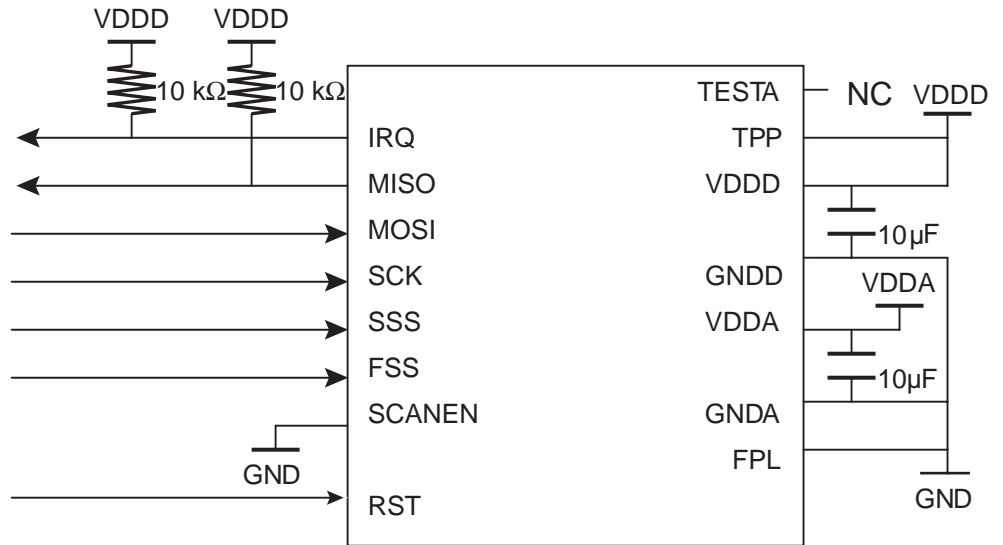 VDDD
VDDD
10 kΩ
10 kΩ
IRQ
MISO
MOSI
SCK
SSS
FSS
SCANEN
GND
RST
TESTA
NC
VDDD
TPP
VDDD
10µF
GNDD
VDDA
VDDA
10µF
GNDA
FPL
GND